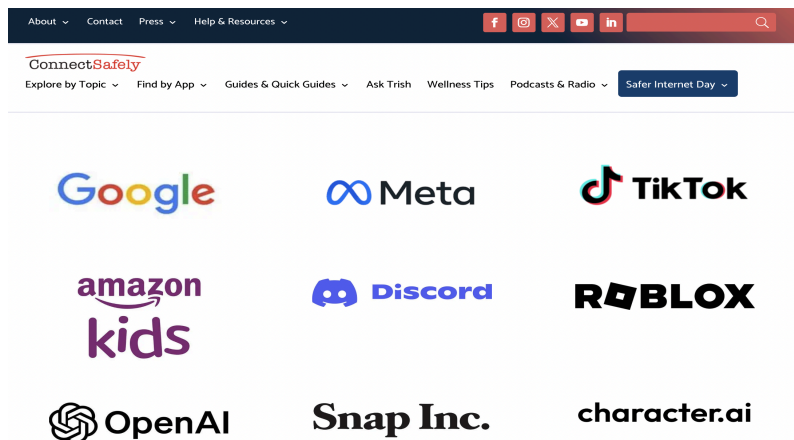 About Contact Press Help & Resources
ConnectSafely
Explore by Topic Find by App Guides & Quick Guides Ask Trish Wellness Tips Podcasts & Radio Safer Internet Day
Google Meta TikTok
amazon
kids
Discord
ROBLOX
OpenAI Snap Inc. character.ai